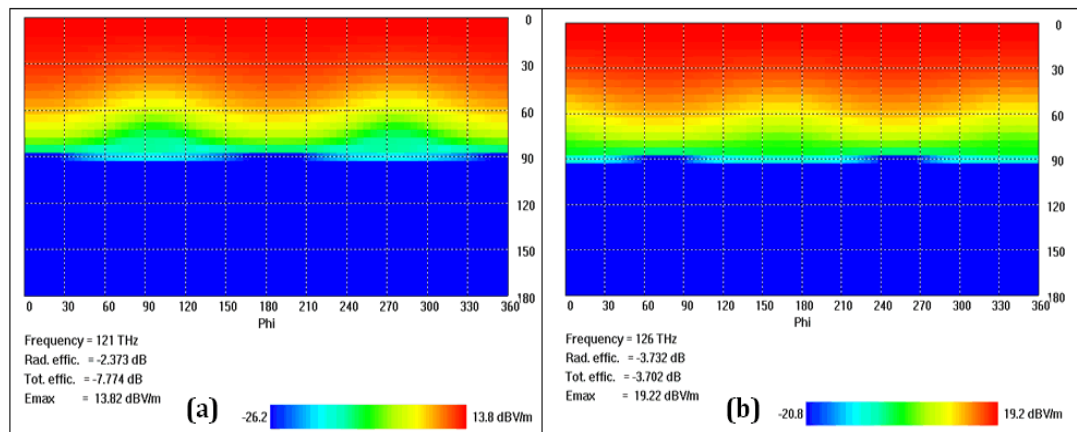 0
30
60
90
120
150
180
0 30 60 90 120 150 180 210 240 270 300 330 360
Phi
Frequency = 121 THz
Rad. effic. = -2.373 dB
Tot. effic. = -7.774 dB
Emax = 13.82 dBV/m
(a)
-26.2 13.8 dBV/m
0
30
60
90
120
150
180
0 30 60 90 120 150 180 210 240 270 300 330 360
Phi
Frequency = 126 THz
Rad. effic. = -3.732 dB
Tot. effic. = -3.702 dB
Emax = 19.22 dBV/m
(b)
-20.8 19.2 dBV/m